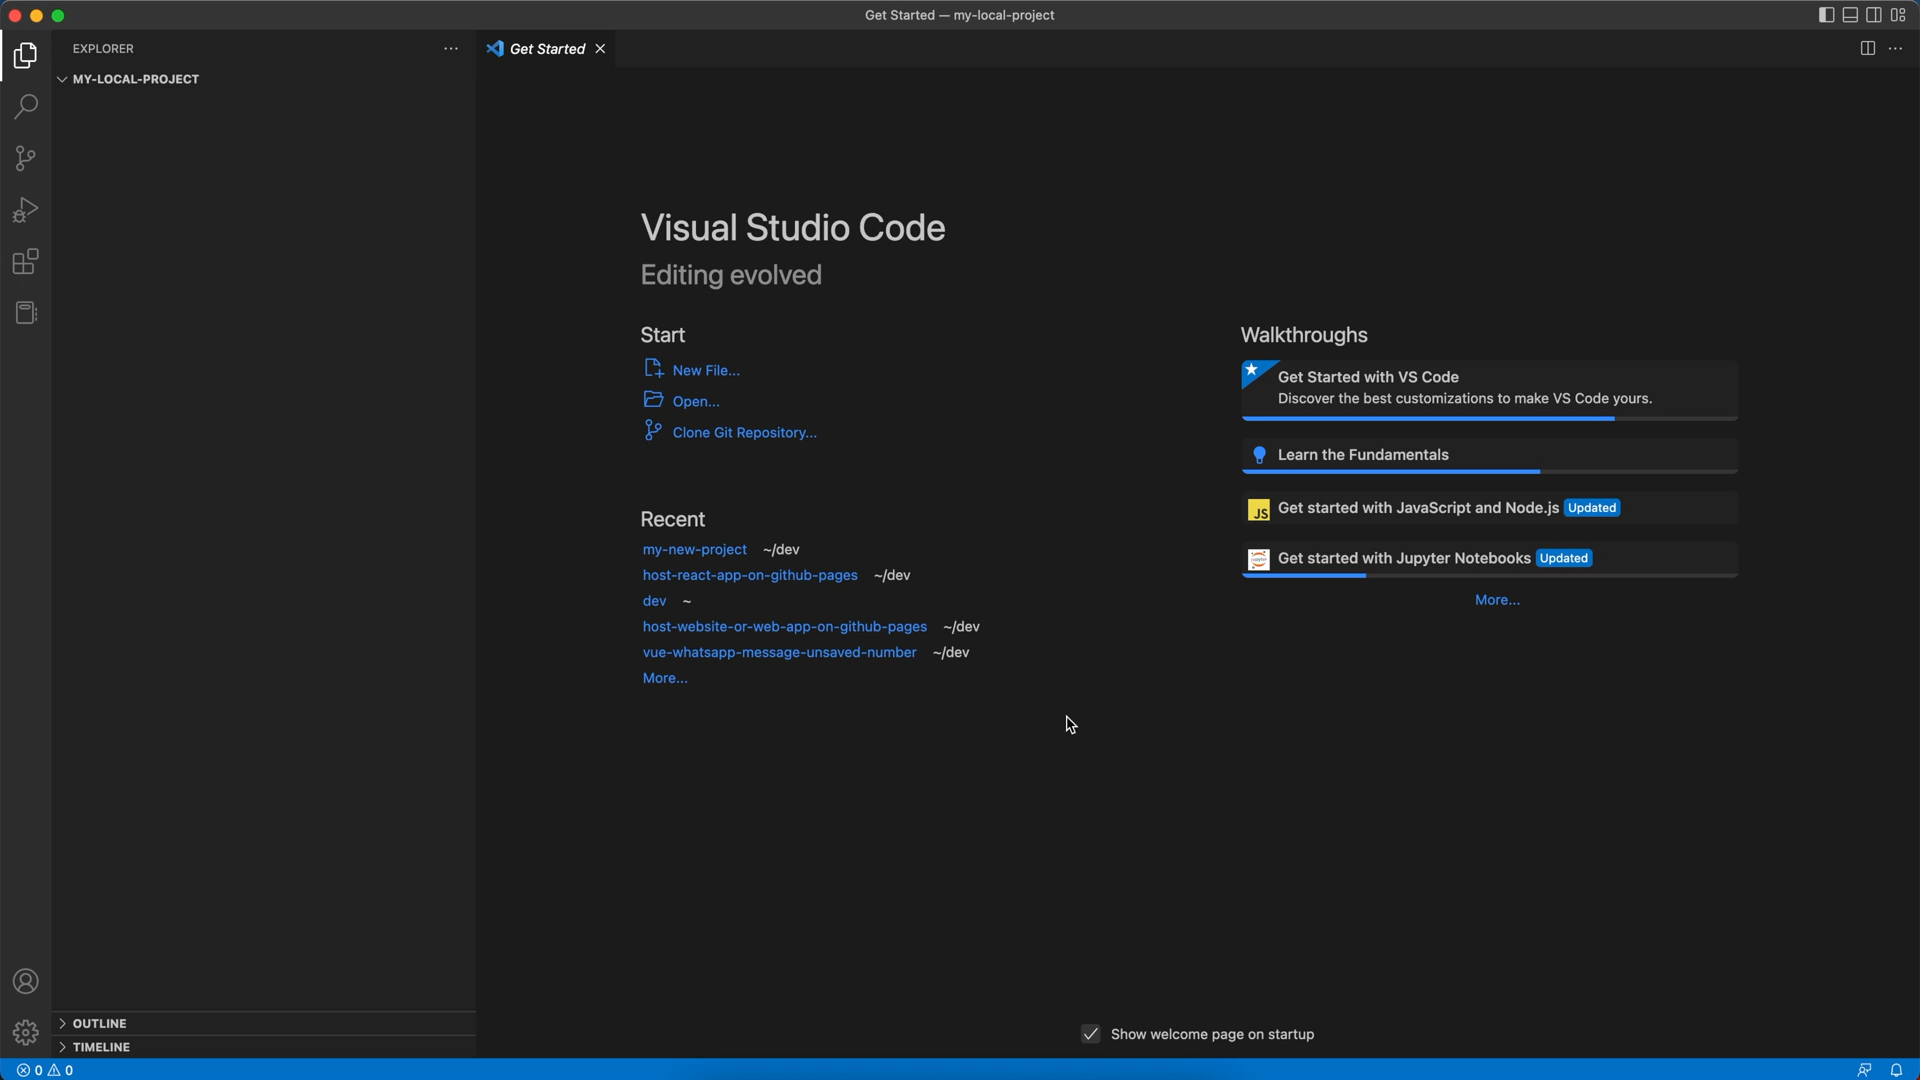 Get Started — my-local-project
EXPLORER
Get Started
MY-LOCAL-PROJECT
Visual Studio Code
Editing evolved
Start
New File...
Open...
Clone Git Repository...
Recent
my-new-project ~/dev
host-react-app-on-github-pages ~/dev
dev ~
host-website-or-web-app-on-github-pages ~/dev
vue-whatsapp-message-unsaved-number ~/dev
More...
Walkthroughs
Get Started with VS Code
Discover the best customizations to make VS Code yours.
Learn the Fundamentals
JS Get started with JavaScript and Node.js Updated
Get started with Jupyter Notebooks Updated
More...
OUTLINE
TIMELINE
Show welcome page on startup
0 0